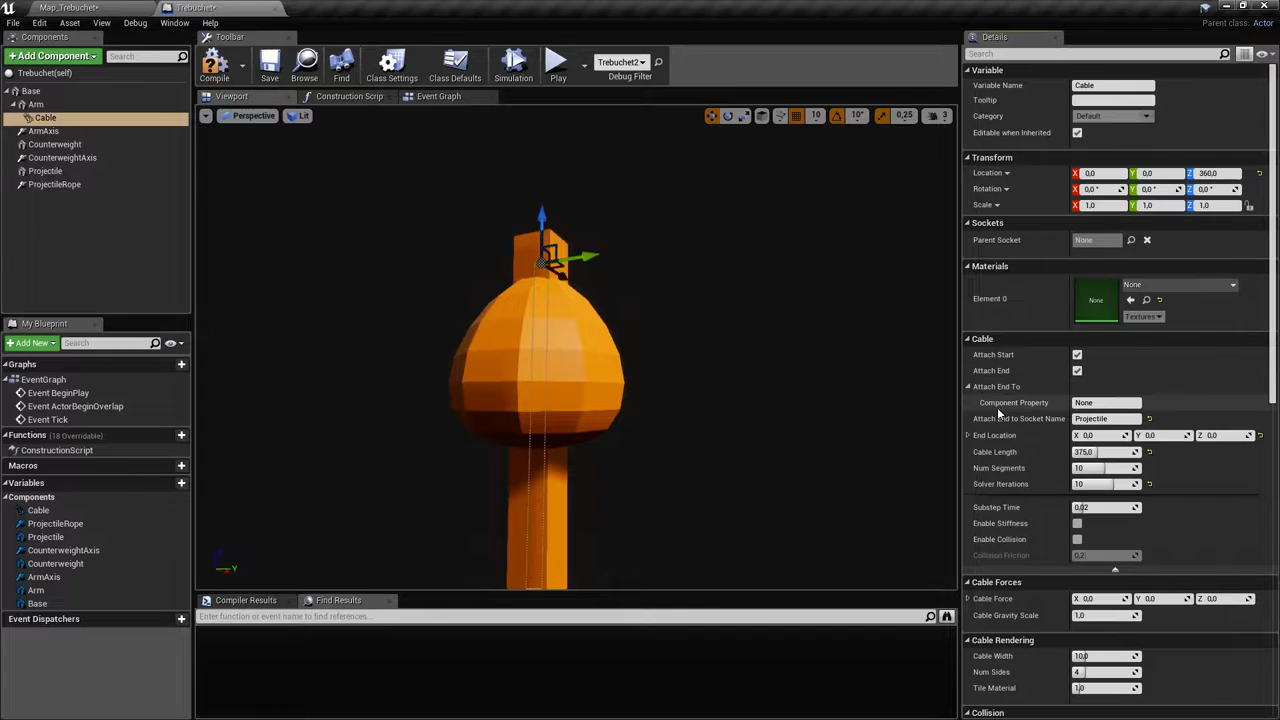 Map_Trebuchet*
Trebuchet*
File Edit Asset View Debug Window Help
Parent class: Actor
Components
+ Add Component
Search
Trebuchet(self)
Base
Arm
Cable
ArmAxis
Counterweight
CounterweightAxis
Projectile
ProjectileRope
My Blueprint
+ Add New
Search
Graphs
EventGraph
Event BeginPlay
Event ActorBeginOverlap
Event Tick
Functions (18 Overridable)
ConstructionScript
Macros
Variables
Components
Cable
ProjectileRope
Projectile
CounterweightAxis
Counterweight
ArmAxis
Arm
Base
Event Dispatchers
Toolbar
Compile
Save
Browse
Find
Class Settings
Class Defaults
Simulation
Play
Trebuchet2
Debug Filter
Viewport
Construction Scrip
Event Graph
Perspective
Lit
10
10°
0,25
3
Z
Y
Compiler Results
Find Results
Enter function or event name to find references...
Details
Search
Variable
Variable Name Cable
Tooltip
Category Default
Editable when Inherited
Transform
Location X 0,0 Y 0,0 Z 360,0
Rotation X 0,0 ° Y 0,0 ° Z 0,0 °
Scale X 1,0 Y 1,0 Z 1,0
Sockets
Parent Socket None
Materials
Element 0 None None
Textures
Cable
Attach Start
Attach End
Attach End To
Component Property None
Attach End to Socket Name Projectile
End Location X 0,0 Y 0,0 Z 0,0
Cable Length 375,0
Num Segments 10
Solver Iterations 10
Substep Time 0,02
Enable Stiffness
Enable Collision
Collision Friction 0,2
Cable Forces
Cable Force X 0,0 Y 0,0 Z 0,0
Cable Gravity Scale 1,0
Cable Rendering
Cable Width 10,0
Num Sides 4
Tile Material 1,0
Collision